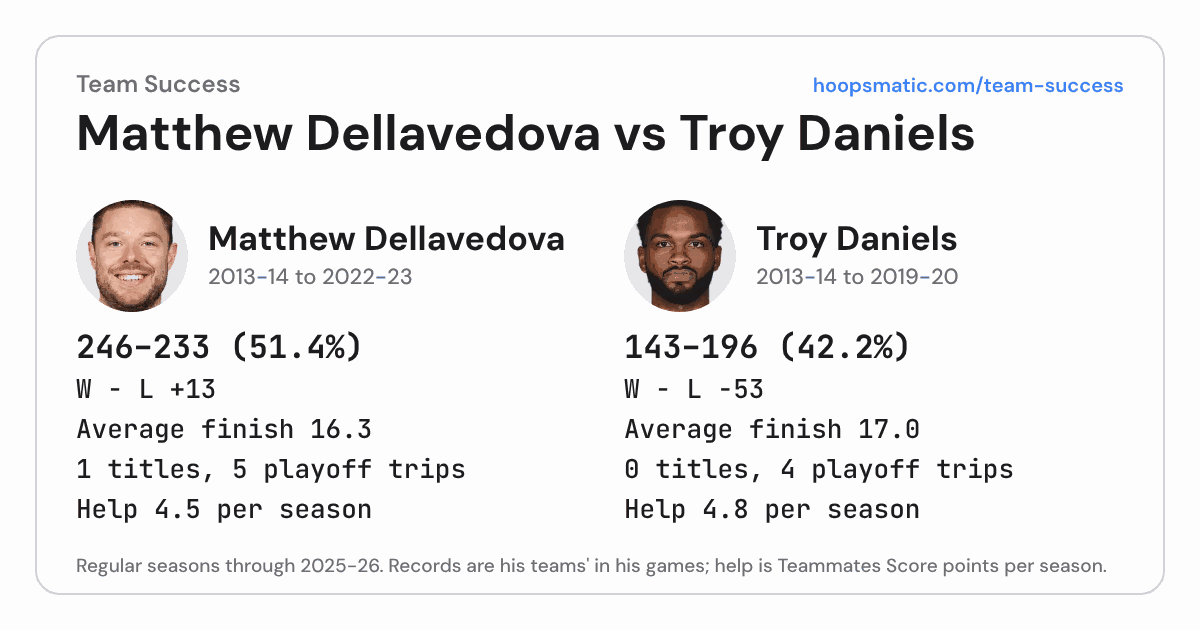 Team Success
hoopsmatic.com/team-success
Matthew Dellavedova vs Troy Daniels
Matthew Dellavedova
2013-14 to 2022-23
246-233 (51.4%)
W - L +13
Average finish 16.3
1 titles, 5 playoff trips
Help 4.5 per season
Troy Daniels
2013-14 to 2019-20
143-196 (42.2%)
W - L -53
Average finish 17.0
0 titles, 4 playoff trips
Help 4.8 per season
Regular seasons through 2025-26. Records are his teams' in his games; help is Teammates Score points per season.